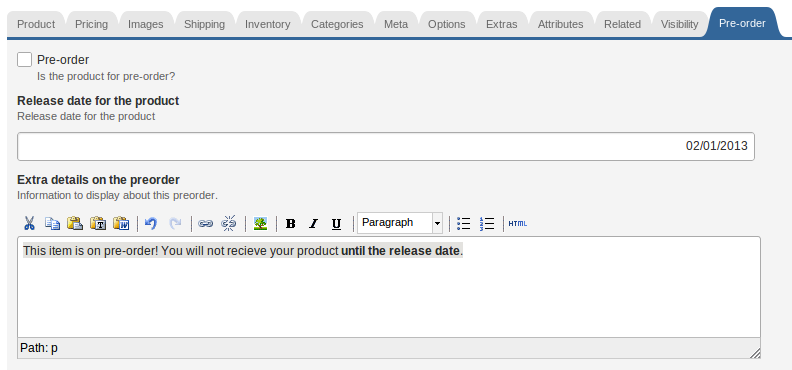 Product Pricing Images Shipping Inventory Categories Meta Options Extras Attributes Related Visibility Pre-order
Pre-order
Is the product for pre-order?
Release date for the product
Release date for the product
02/01/2013
Extra details on the preorder
Information to display about this preorder.
T W B I U Paragraph 1 2 3 HTML
This item is on pre-order! You will not recieve your product until the release date.
Path: p